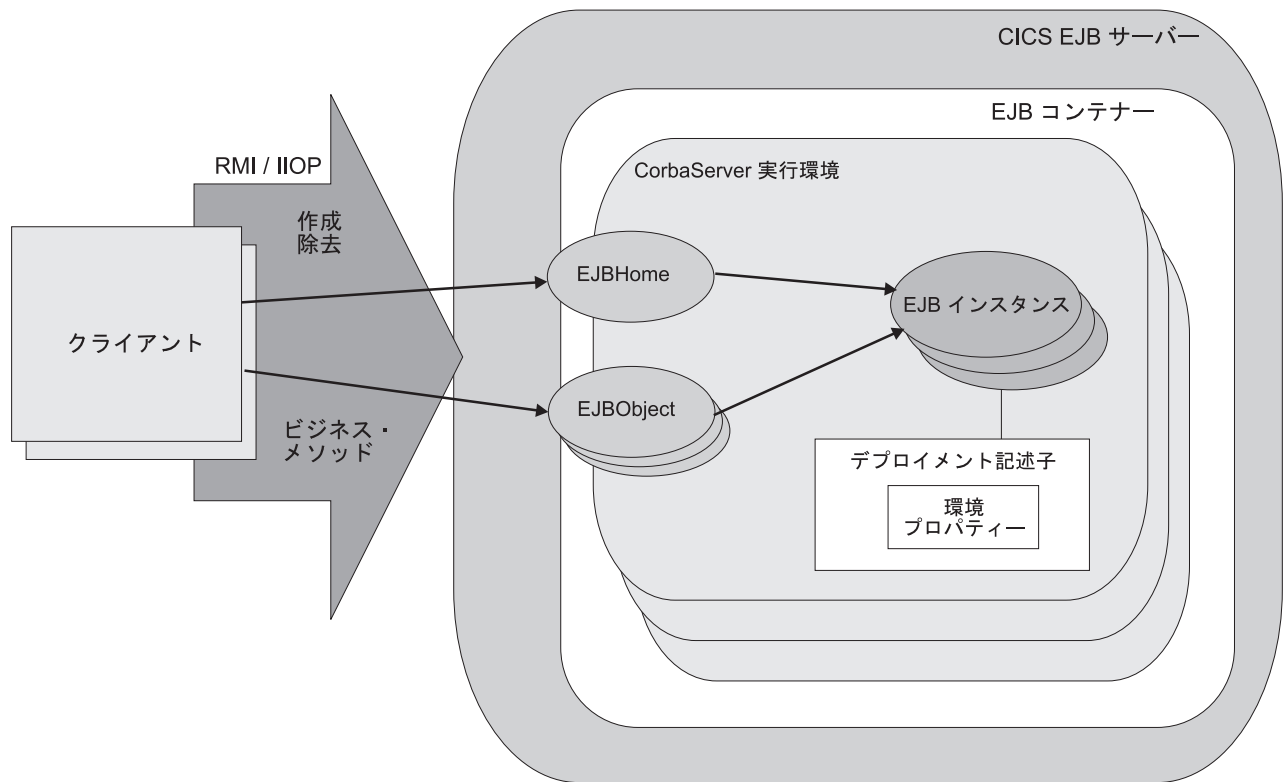 CICS EJB サーバー
EJB コンテナー
CorbaServer 実行環境
RMI / IIOP
作成
除去
クライアント
ビジネス・
メソッド
EJBHome
EJBObject
EJB インスタンス
デプロイメント記述子
環境
プロパティー